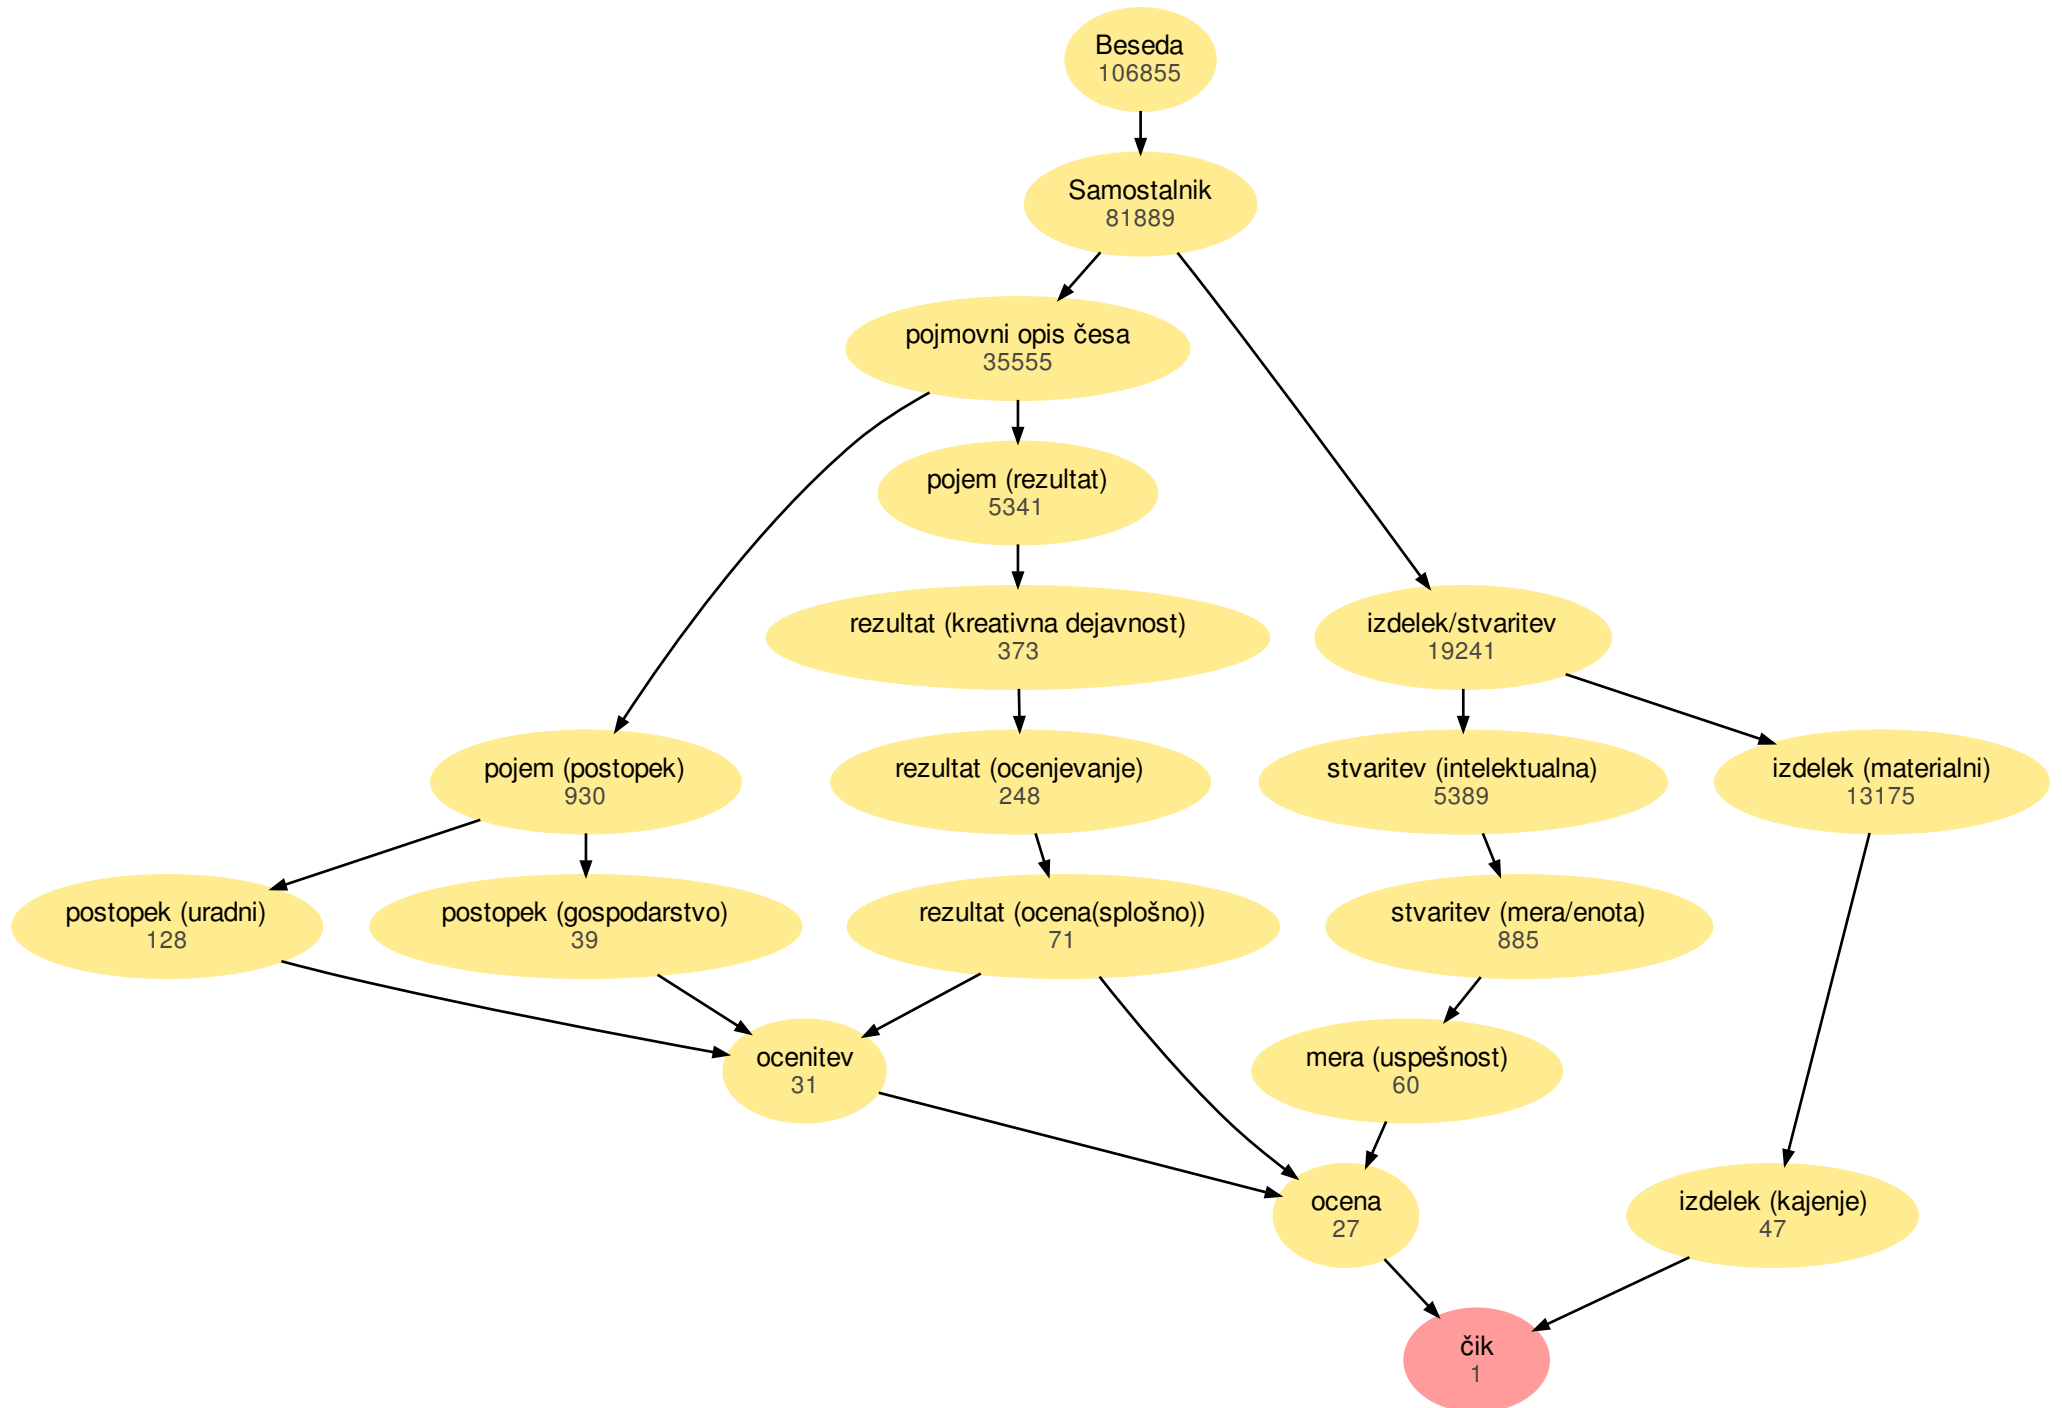 Beseda
106855
Samostalnik
81889
pojmovni opis česa
35555
pojem (rezultat)
5341
rezultat (kreativna dejavnost)
373
izdelek/stvaritev
19241
pojem (postopek)
930
rezultat (ocenjevanje)
248
stvaritev (intelektualna)
5389
izdelek (materialni)
13175
postopek (uradni)
128
postopek (gospodarstvo)
39
rezultat (ocena(splošno))
71
stvaritev (mera/enota)
885
ocenitev
31
mera (uspešnost)
60
ocena
27
izdelek (kajenje)
47
čik
1